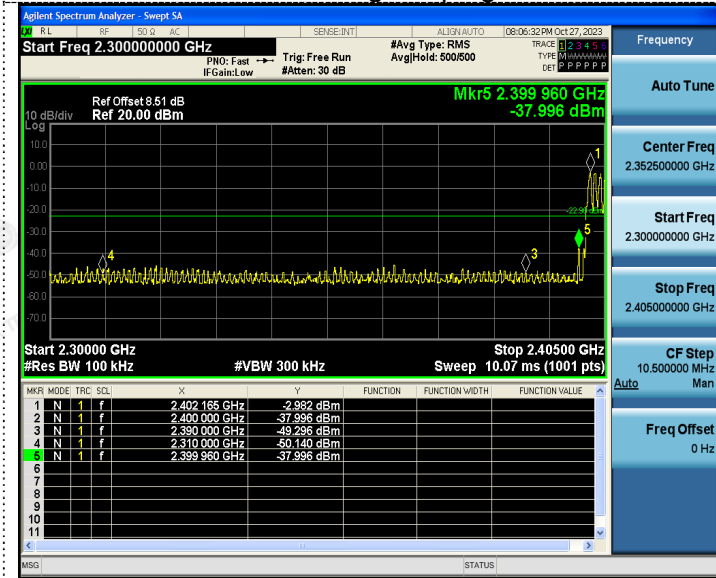 Agilent Spectrum Analyzer - Swept SA
RL RF 50 Ω AC SENSE:INT ALIGN AUTO 08:06:32 PM Oct 27, 2023
Start Freq 2.300000000 GHz
PNO: Fast
IFGain:Low
Trig: Free Run
#Atten: 30 dB
#Avg Type: RMS
Avg|Hold: 500/500
TRACE 1 2 3 4 5 6
TYPE M
DET P P P P P P
Ref Offset 8.51 dB
10 dB/div Ref 20.00 dBm
Log
Mkr5 2.399 960 GHz
-37.996 dBm
10.0
0.00
-10.0
-20.0
-30.0
-40.0
-50.0
-60.0
-70.0
1
5
3
4
Start 2.30000 GHz Stop 2.40500 GHz
#Res BW 100 kHz #VBW 300 kHz Sweep 10.07 ms (1001 pts)
MKR MODE TRC SCL X Y FUNCTION FUNCTION WIDTH FUNCTION VALUE
1 N 1 f 2.402 165 GHz -2.982 dBm
2 N 1 f 2.400 000 GHz -37.996 dBm
3 N 1 f 2.390 000 GHz -49.296 dBm
4 N 1 f 2.310 000 GHz -50.140 dBm
5 N 1 f 2.399 960 GHz -37.996 dBm
6
7
8
9
10
11
MSG STATUS
Frequency
Auto Tune
Center Freq
2.352500000 GHz
Start Freq
2.300000000 GHz
Stop Freq
2.405000000 GHz
CF Step
10.500000 MHz
Auto Man
Freq Offset
0 Hz